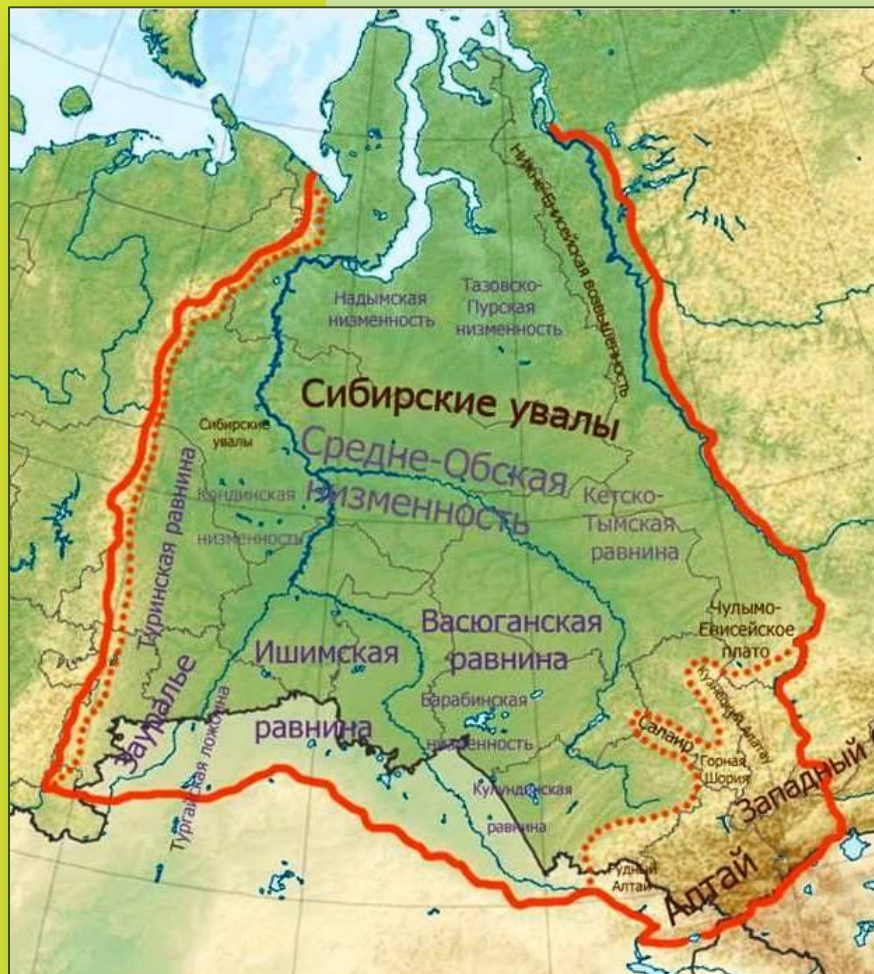 Нижне-Енисейская возвышенность
Надымская
низменность
Тазовско-
Пурская
низменность
Сибирские увалы
Сибирские
увалы
Средне-Обская
низменность
Кондинская
низменность
Кетско-
Тымская
равнина
Туринская равнина
Чулымо-
Енисейское
плато
Васюганская
равнина
Ишимская
равнина
Зауралье
Тургайская ложбина
Барабинская
низменность
Кузнецкий Алатау
Салаир
Горная
Шория
Кулундинская
равнина
Западный
Рудный
Алтай
Алтай